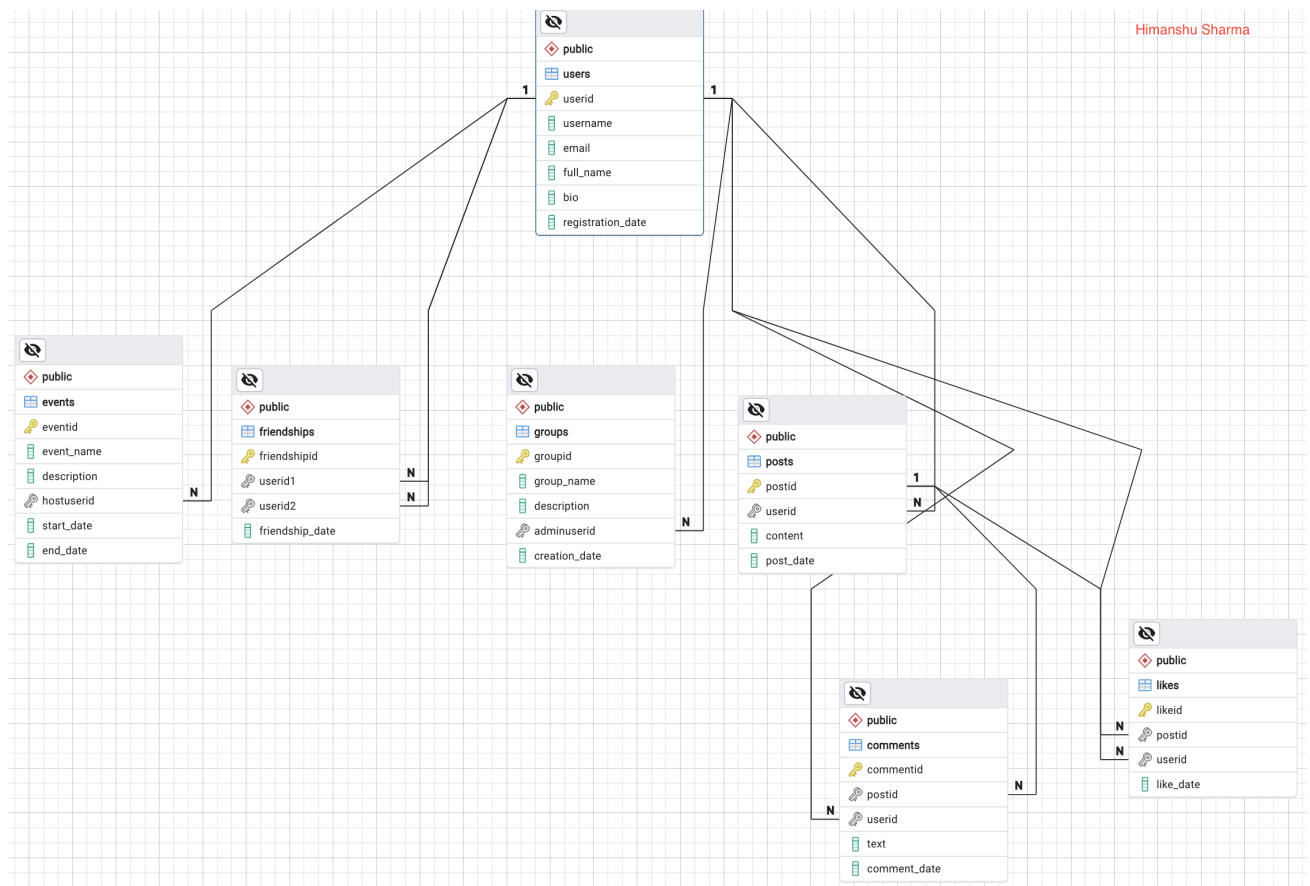 Himanshu Sharma
public
users
1
1
userid
username
email
full_name
bio
registration_date
public
events
eventid
event_name
description
N
hostuserid
start_date
end_date
public
friendships
friendshipid
N
userid1
N
userid2
friendship_date
public
groups
groupid
group_name
description
N
adminuserid
creation_date
public
posts
1
postid
N
userid
content
post_date
public
comments
commentid
N
postid
N
userid
text
comment_date
public
likes
likeid
N
postid
N
userid
like_date